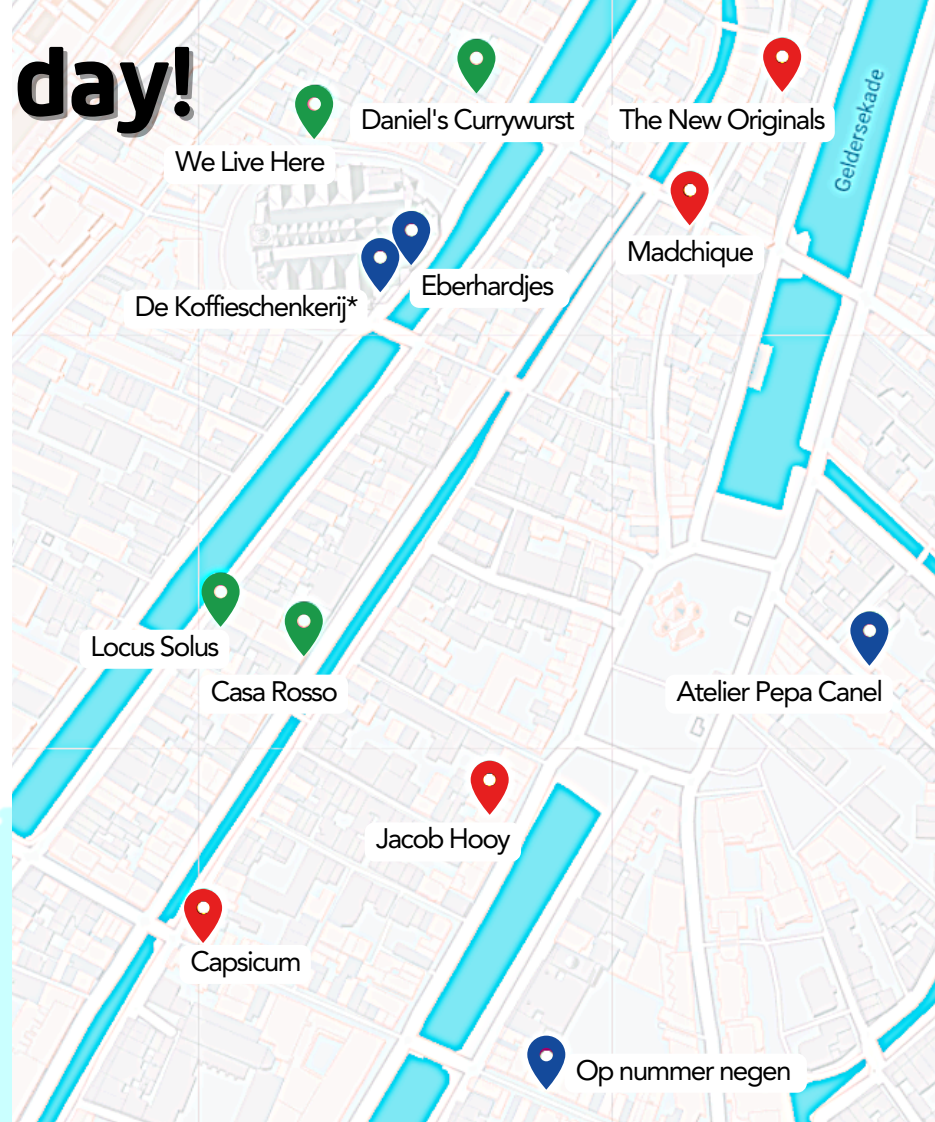 day!
Daniel's Currywurst
The New Originals
Geldersekade
We Live Here
Madchique
Eberhardjes
De Koffieschenkerij*
Locus Solus
Casa Rosso
Atelier Pepa Canel
Jacob Hooy
Capsicum
Op nummer negen